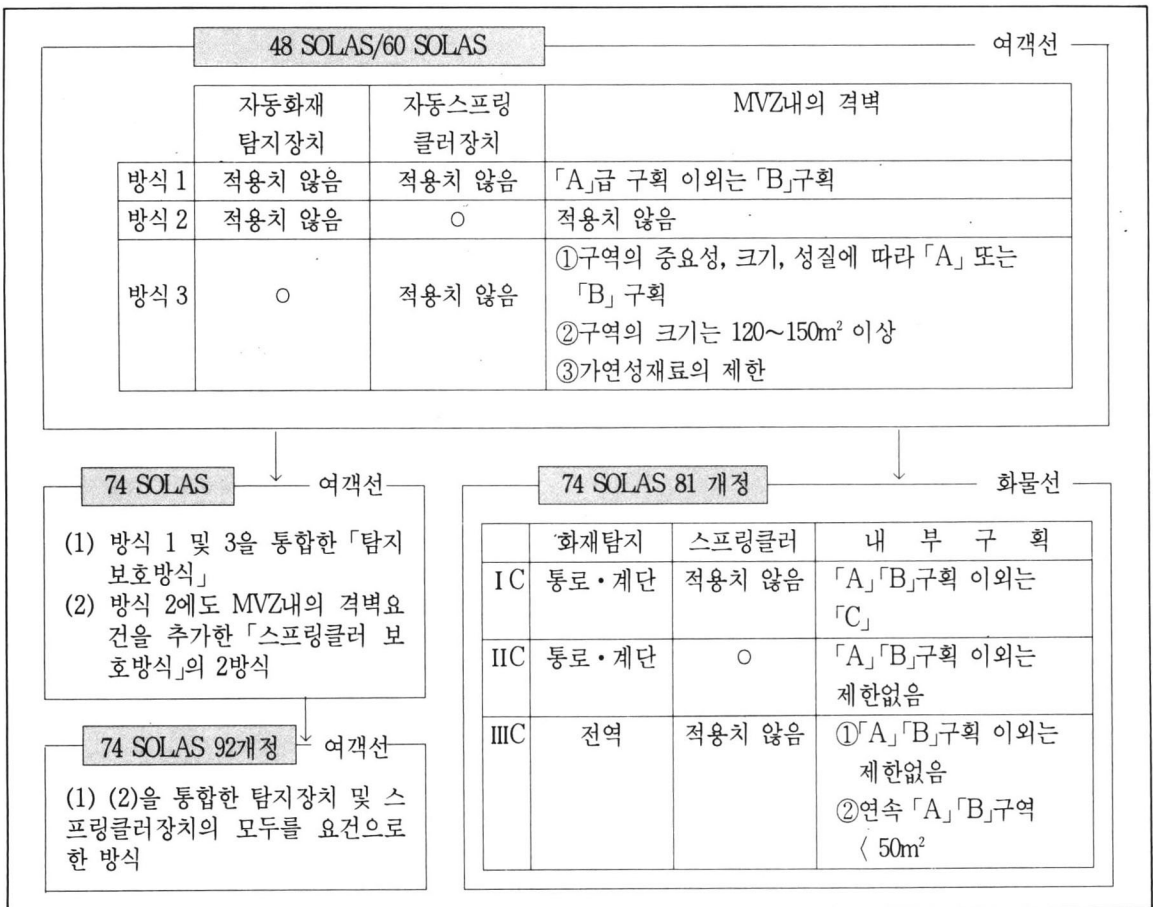 48 SOLAS/60 SOLAS
여객선
자동화재 탐지장치
자동스프링 클러장치
MVZ내의 격벽
방식 1
적용치 않음
적용치 않음
「A」급 구획 이외는 「B」구획
방식 2
적용치 않음
○
적용치 않음
방식 3
○
적용치 않음
①구역의 중요성, 크기, 성질에 따라 「A」 또는
「B」 구획
②구역의 크기는 120~150m² 이상
③가연성재료의 제한
74 SOLAS
여객선
(1) 방식 1 및 3을 통합한 「탐지
보호방식」
(2) 방식 2에도 MVZ내의 격벽요
건을 추가한 「스프링클러 보
호방식」의 2방식
74 SOLAS 92개정
여객선
(1) (2)을 통합한 탐지장치 및 스
프링클러장치의 모두를 요건으로
한 방식
74 SOLAS 81 개정
화물선
화재탐지
스프링클러
내 부 구 획
IC
통로·계단
적용치 않음
「A」「B」구획 이외는
「C」
IIC
통로·계단
○
「A」「B」구획 이외는
제한없음
IIIC
전역
적용치 않음
①「A」「B」구획 이외는
제한없음
②연속 「A」「B」구역
〈 50m²